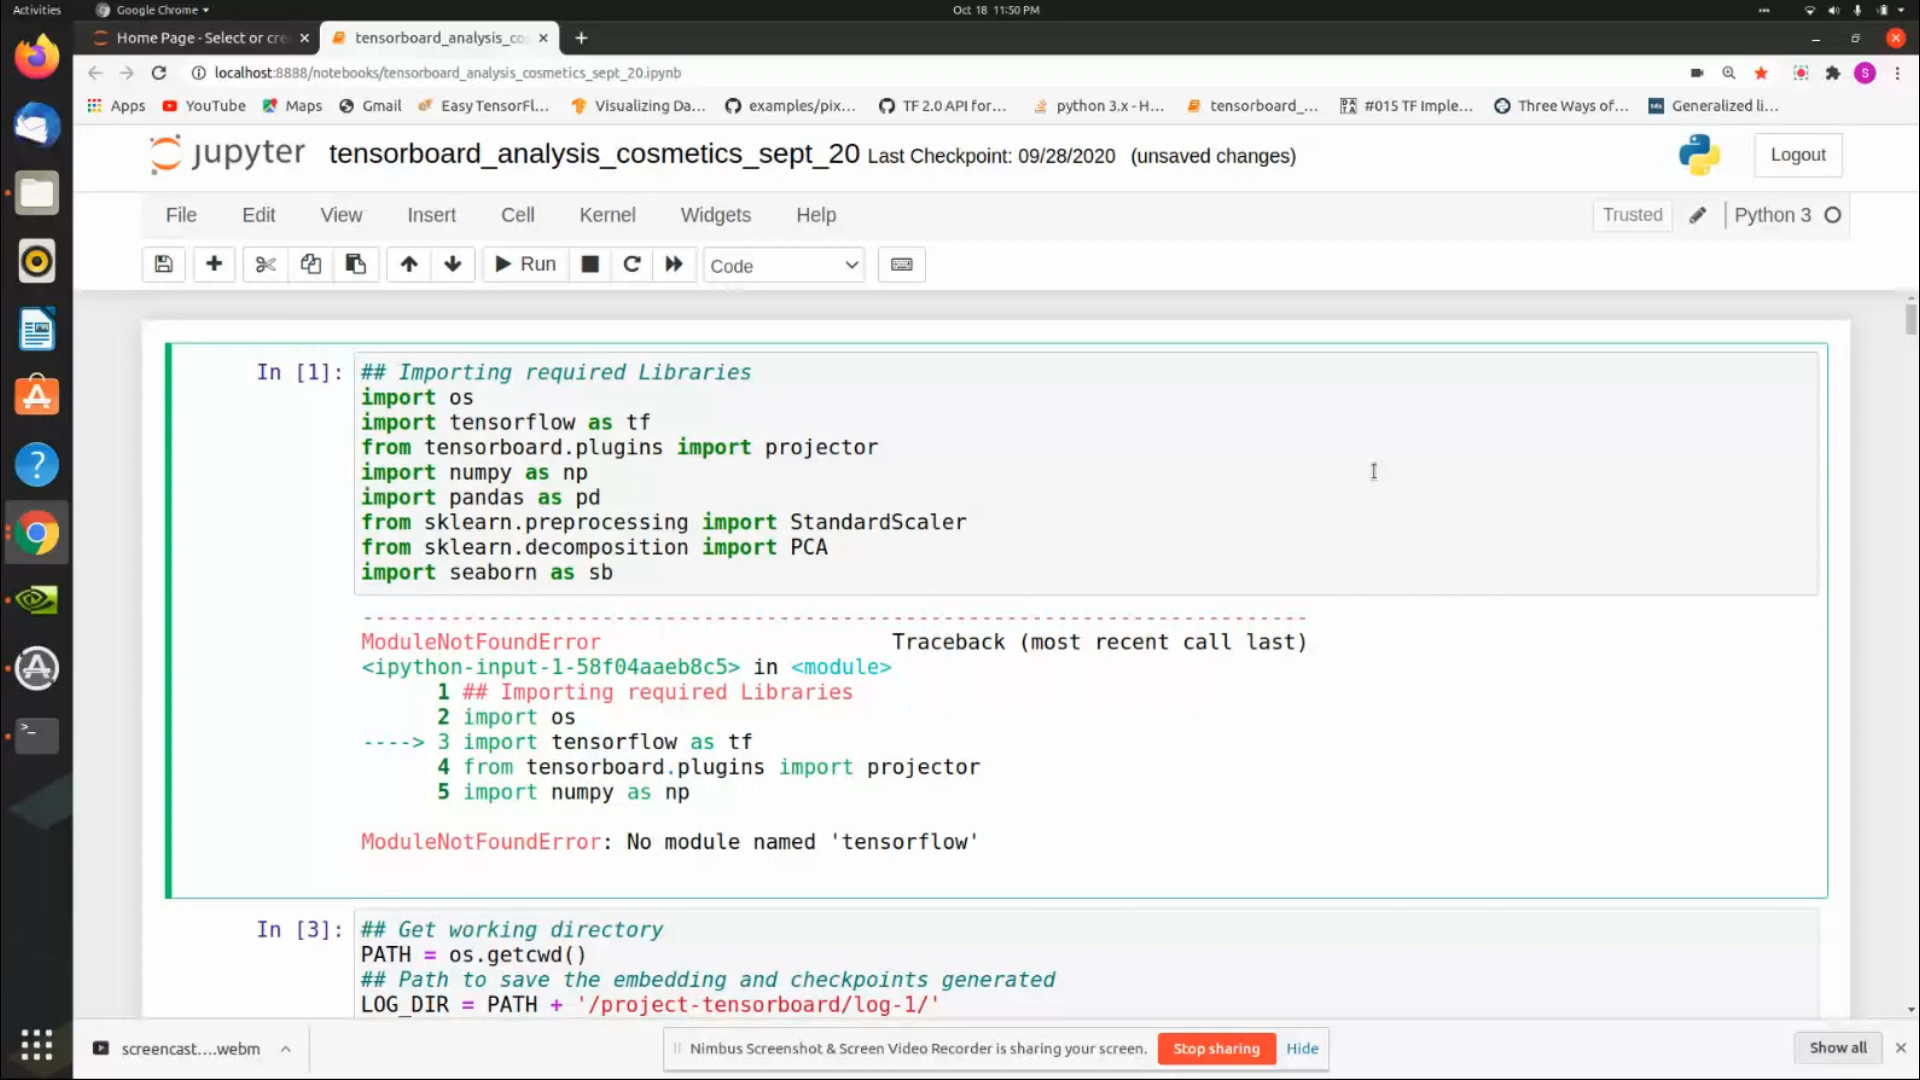 Activities
Google Chrome
Oct 18 11:50 PM
Home Page - Select or cre
tensorboard_analysis_co
localhost:8888/notebooks/tensorboard_analysis_cosmetics_sept_20.ipynb
S
Apps
YouTube
Maps
Gmail
Easy TensorFl...
Visualizing Da...
examples/pix...
TF 2.0 API for...
python 3.x - H...
tensorboard_...
#015 TF Imple...
Three Ways of...
Generalized li...
jupyter
tensorboard_analysis_cosmetics_sept_20 Last Checkpoint: 09/28/2020 (unsaved changes)
Logout
File Edit View Insert Cell Kernel Widgets Help
Trusted
Python 3
Run
Code
In [1]:
## Importing required Libraries
import os
import tensorflow as tf
from tensorboard.plugins import projector
import numpy as np
import pandas as pd
from sklearn.preprocessing import StandardScaler
from sklearn.decomposition import PCA
import seaborn as sb
---------------------------------------------------------------------------
ModuleNotFoundError Traceback (most recent call last)
<ipython-input-1-58f04aaeb8c5> in <module>
1 ## Importing required Libraries
2 import os
----> 3 import tensorflow as tf
4 from tensorboard.plugins import projector
5 import numpy as np
ModuleNotFoundError: No module named 'tensorflow'
In [3]:
## Get working directory
PATH = os.getcwd()
## Path to save the embedding and checkpoints generated
LOG_DIR = PATH + '/project-tensorboard/log-1/'
screencast....webm
Nimbus Screenshot & Screen Video Recorder is sharing your screen.
Stop sharing
Hide
Show all